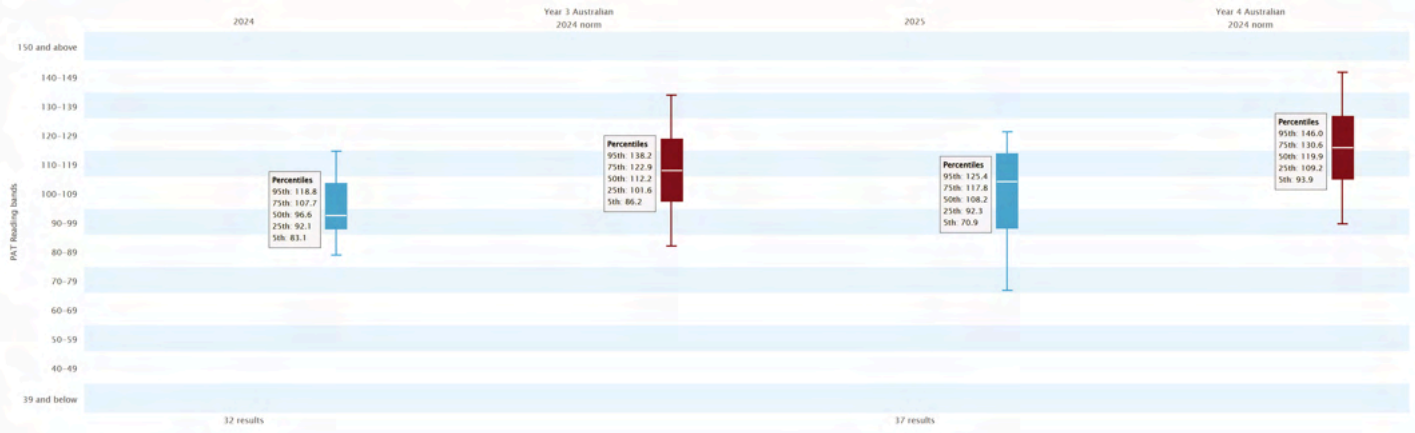 2024
Year 3 Australian
2024 norm
2025
Year 4 Australian
2024 norm
PAT Reading bands
150 and above
140-149
130-139
120-129
110-119
100-109
90-99
80-89
70-79
60-69
50-59
40-49
39 and below
Percentiles
95th: 118.8
75th: 107.7
50th: 96.6
25th: 92.1
5th: 83.1
Percentiles
95th: 138.2
75th: 122.9
50th: 112.2
25th: 101.6
5th: 86.2
Percentiles
95th: 125.4
75th: 117.8
50th: 108.2
25th: 92.3
5th: 70.9
Percentiles
95th: 146.0
75th: 130.6
50th: 119.9
25th: 109.2
5th: 93.9
32 results
37 results